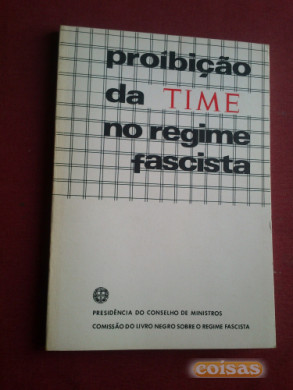 proibição
da TIME
no regime
fascista
PRESIDÊNCIA DO CONSELHO DE MINISTROS
COMISSÃO DO LIVRO NEGRO SOBRE O REGIME FASCISTA
coisas